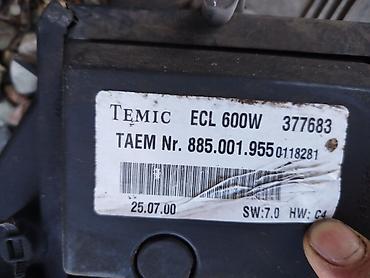 TEMIC ECL 600W 377683
TAEM Nr. 885.001.955 0118281
25.07.00 SW:7.0 HW: C4